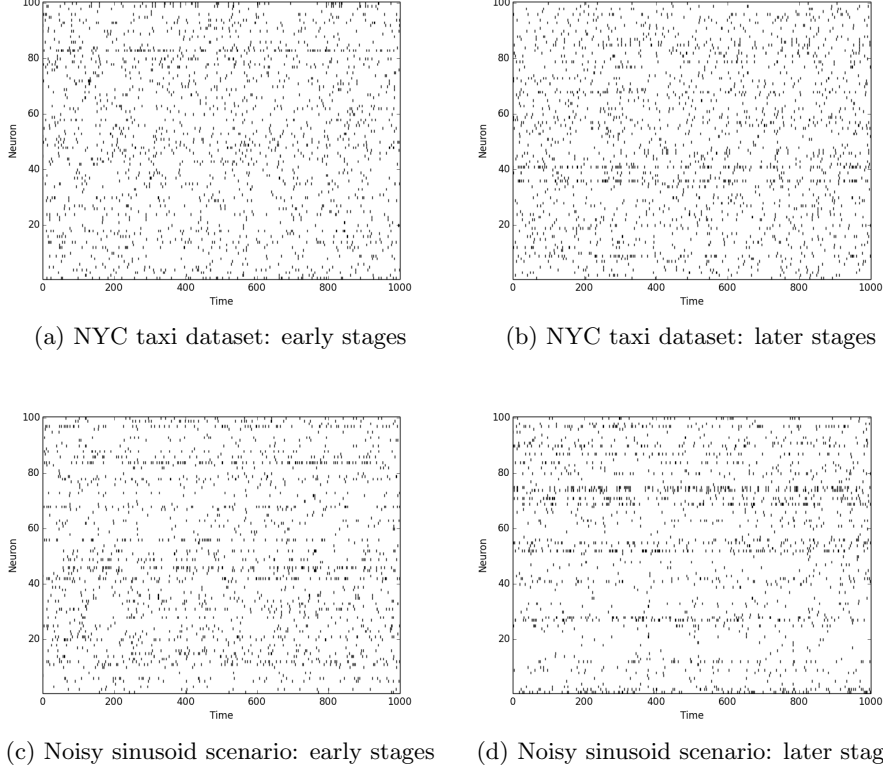 100
80
60
40
20
Neuron
0 200 400 600 800 1000
Time
(a) NYC taxi dataset: early stages
100
80
60
40
20
Neuron
0 200 400 600 800 1000
Time
(b) NYC taxi dataset: later stages
100
80
60
40
20
Neuron
0 200 400 600 800 1000
Time
(c) Noisy sinusoid scenario: early stages
100
80
60
40
20
Neuron
0 200 400 600 800 1000
Time
(d) Noisy sinusoid scenario: later stag